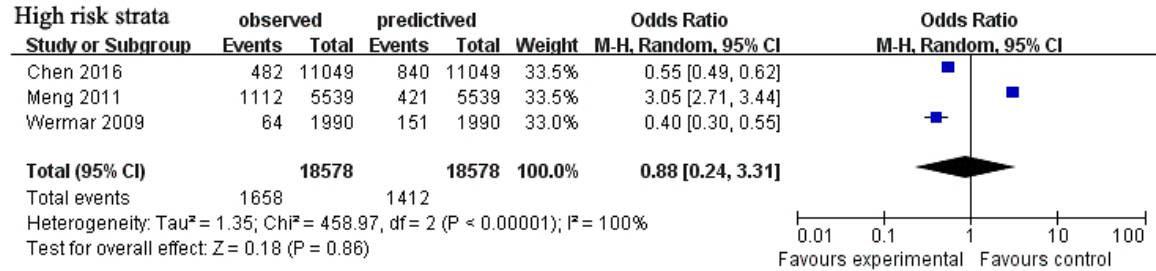 High risk strata observed predictived Odds Ratio Odds Ratio
Study or Subgroup Events Total Events Total Weight M-H, Random, 95% CI M-H, Random, 95% CI
Chen 2016 482 11049 840 11049 33.5% 0.55 [0.49, 0.62]
Meng 2011 1112 5539 421 5539 33.5% 3.05 [2.71, 3.44]
Wermar 2009 64 1990 151 1990 33.0% 0.40 [0.30, 0.55]
Total (95% CI) 18578 18578 100.0% 0.88 [0.24, 3.31]
Total events 1658 1412
Heterogeneity: Tau² = 1.35; Chi² = 458.97, df = 2 (P < 0.00001); I² = 100%
Test for overall effect: Z = 0.18 (P = 0.86)
0.01 0.1 1 10 100
Favours experimental Favours control